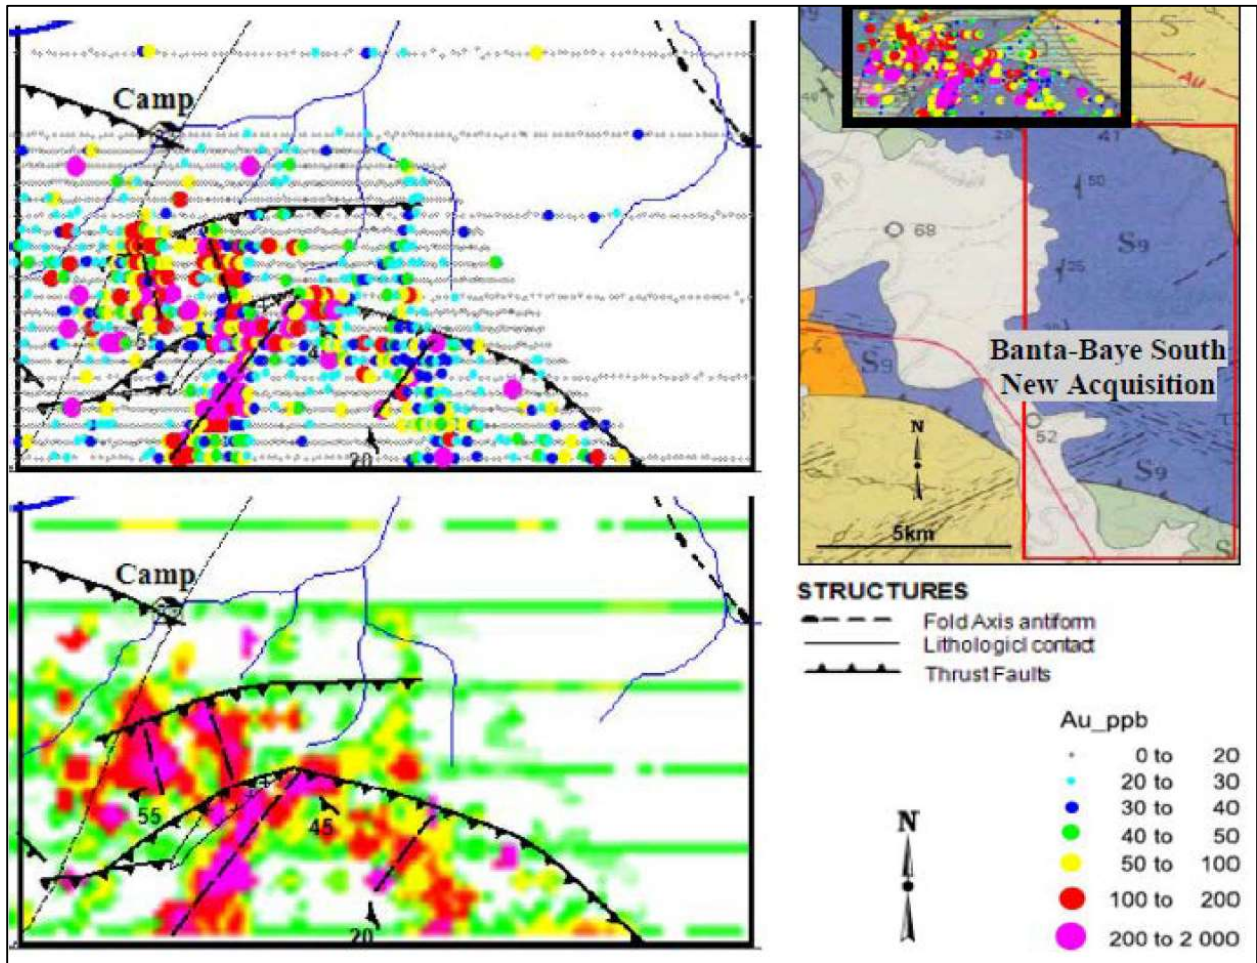 Camp
55
4
20
Camp
55
45
20
S
Au
28
41
50
68
R
S9
25
Banta-Baye South
New Acquisition
S9
52
N
S9
5km
S
S
STRUCTURES
Fold Axis antiform
Lithologicl contact
Thrust Faults
Au_ppb
0 to 20
20 to 30
30 to 40
40 to 50
50 to 100
100 to 200
200 to 2 000
N